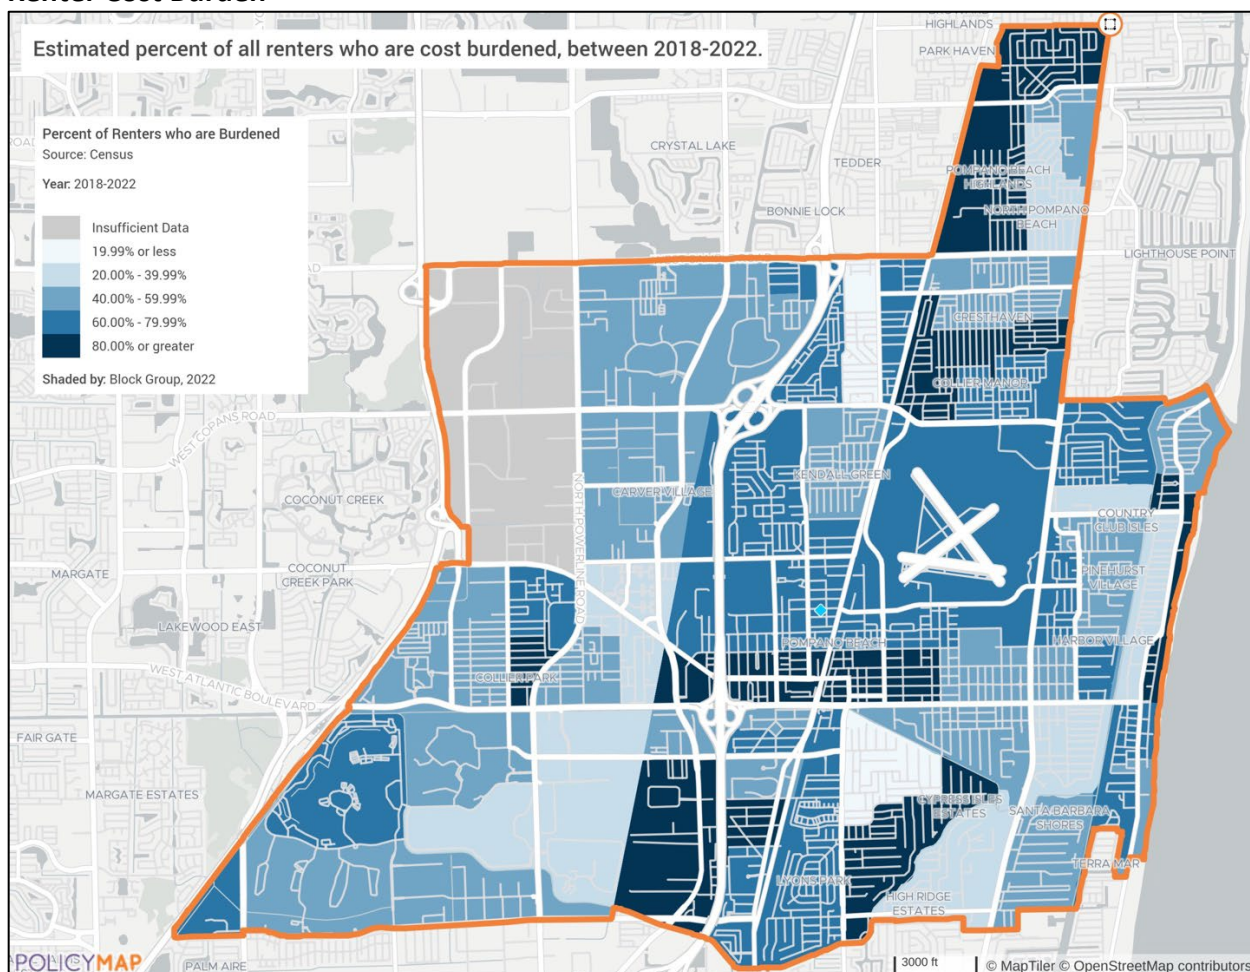 Renter Cost Burden
Estimated percent of all renters who are cost burdened, between 2018-2022.
HIGHLANDS
PARK HAVEN
Percent of Renters who are Burdened
Source: Census
Year: 2018-2022
Insufficient Data
19.99% or less
20.00% - 39.99%
40.00% - 59.99%
60.00% - 79.99%
80.00% or greater
Shaded by: Block Group, 2022
CRYSTAL LAKE
TEDDER
POMPANO BEACH
HIGHLANDS
BONNIE LOCK
NORTH POMPANO
BEACH
LIGHTHOUSE POINT
CRESTHAVEN
COLLIER MANOR
WEST COPANS ROAD
KENDALL GREEN
NORTH POWERLINE ROAD
CARVER VILLAGE
COCONUT CREEK
COUNTRY
CLUB ISLES
MARGATE
COCONUT
CREEK PARK
PINEHURST
VILLAGE
LAKEWOOD EAST
POMPANO BEACH
HARBOR VILLAGE
WEST ATLANTIC BOULEVARD
COLLIER PARK
FAIR GATE
MARGATE ESTATES
CYPRESS ISLES
ESTATES
SANTA BARBARA
SHORES
TERRA MAR
LYONS PARK
HIGH RIDGE
ESTATES
POLICYMAP
PALM AIRE
3000 ft
© MapTiler © OpenStreetMap contributors